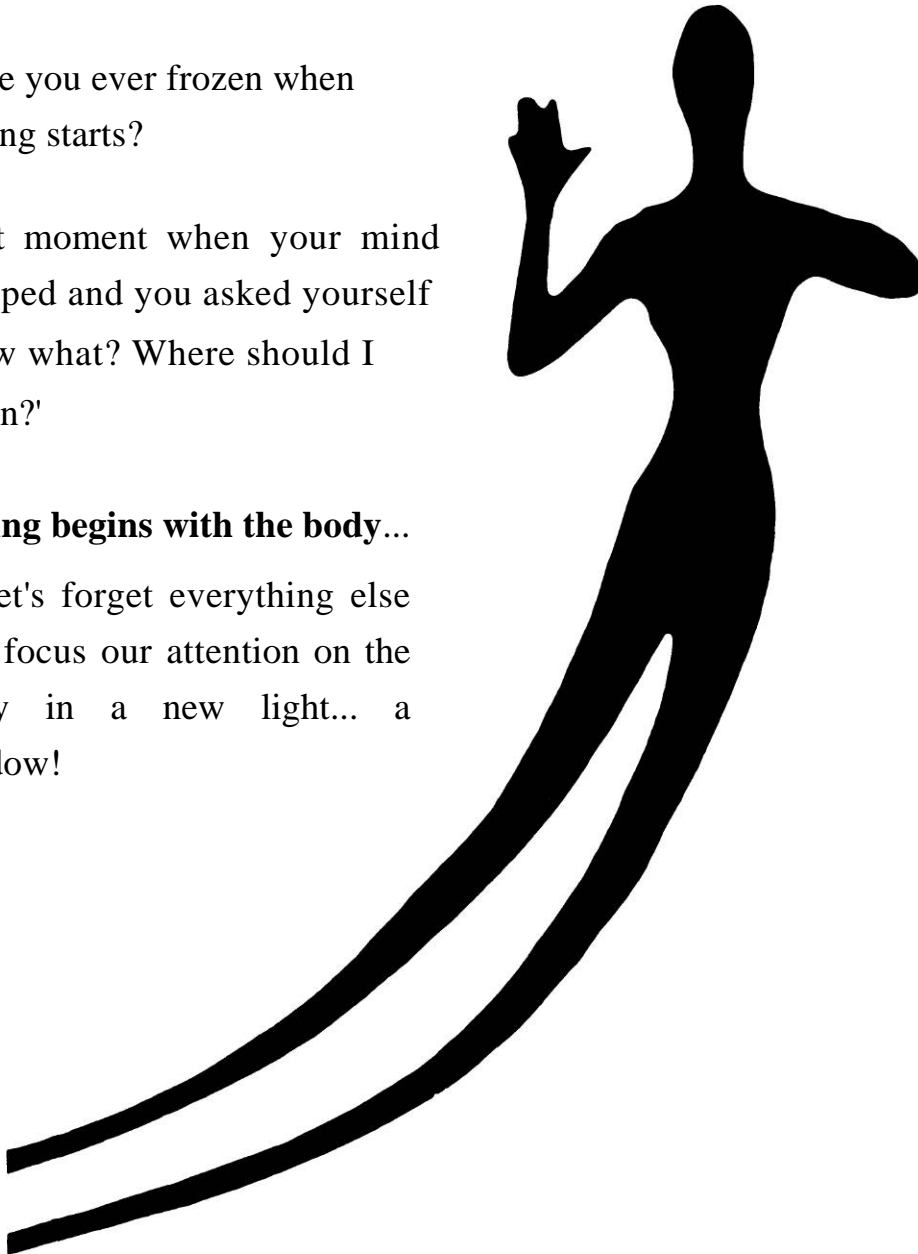 e you ever frozen when
ng starts?
t moment when your mind
ped and you asked yourself
w what? Where should I
n?'
ng begins with the body...
et's forget everything else
focus our attention on the
y in a new light... a
dow!